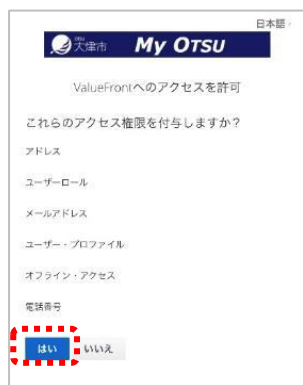 日本語
大津市 My OTSU
ValueFrontへのアクセスを許可
これらのアクセス権限を付与しますか？
アドレス
ユーザーロール
メールアドレス
ユーザー・プロファイル
オフライン・アクセス
電話番号
はい いいえ